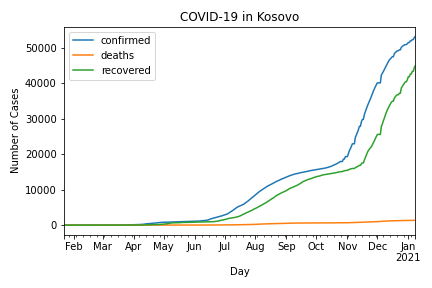 COVID-19 in Kosovo
confirmed
deaths
recovered
Number of Cases
50000
40000
30000
20000
10000
0
Feb Mar Apr May Jun Jul Aug Sep Oct Nov Dec Jan
2021
Day